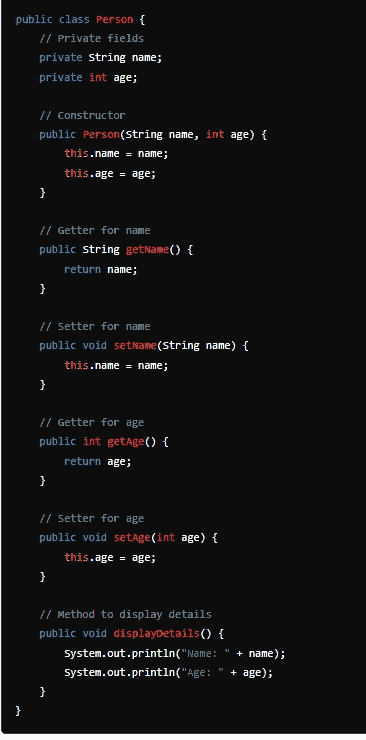 public class Person {
    // Private fields
    private String name;
    private int age;

    // Constructor
    public Person(String name, int age) {
        this.name = name;
        this.age = age;
    }

    // Getter for name
    public String getName() {
        return name;
    }

    // Setter for name
    public void setName(String name) {
        this.name = name;
    }

    // Getter for age
    public int getAge() {
        return age;
    }

    // Setter for age
    public void setAge(int age) {
        this.age = age;
    }

    // Method to display details
    public void displayDetails() {
        System.out.println("Name: " + name);
        System.out.println("Age: " + age);
    }
}